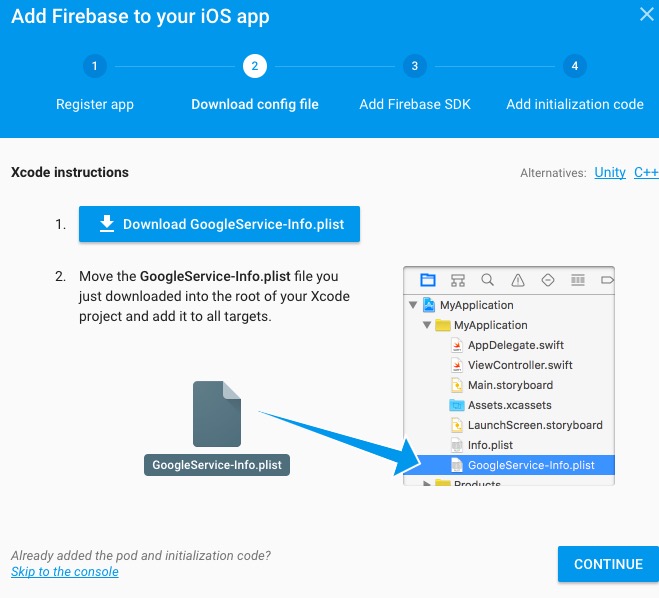 Add Firebase to your iOS app
1 2 3 4
Register app Download config file Add Firebase SDK Add initialization code
Xcode instructions
Alternatives: Unity C++
1. Download GoogleService-Info.plist
2. Move the GoogleService-Info.plist file you
just downloaded into the root of your Xcode
project and add it to all targets.
GoogleService-Info.plist
MyApplication
MyApplication
AppDelegate.swift
ViewController.swift
Main.storyboard
Assets.xcassets
LaunchScreen.storyboard
Info.plist
GoogleService-Info.plist
Products
Already added the pod and initialization code?
Skip to the console
CONTINUE